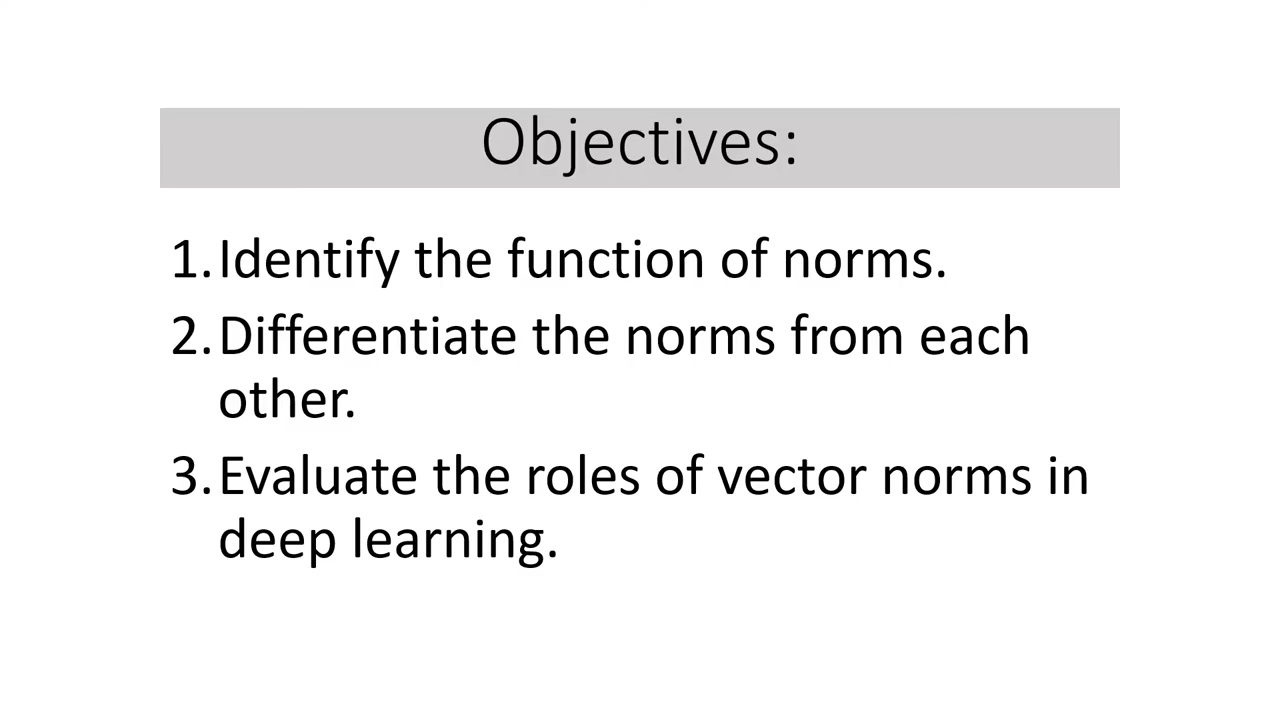 Objectives:
1. Identify the function of norms.
2. Differentiate the norms from each
other.
3. Evaluate the roles of vector norms in
deep learning.